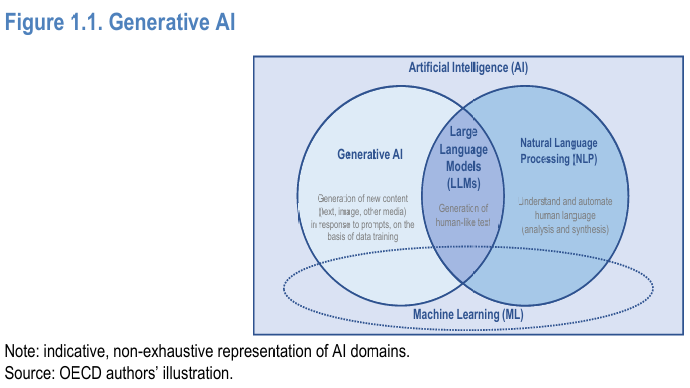 Figure 1.1. Generative AI
Artificial Intelligence (AI)
Generative AI
Generation of new content
(text, image, other media)
in response to prompts, on the
basis of data training
Large
Language
Models
(LLMs)
Generation of
human-like text
Natural Language
Processing (NLP)
Understand and automate
human language
(analysis and synthesis)
Machine Learning (ML)
Note: indicative, non-exhaustive representation of AI domains.
Source: OECD authors’ illustration.